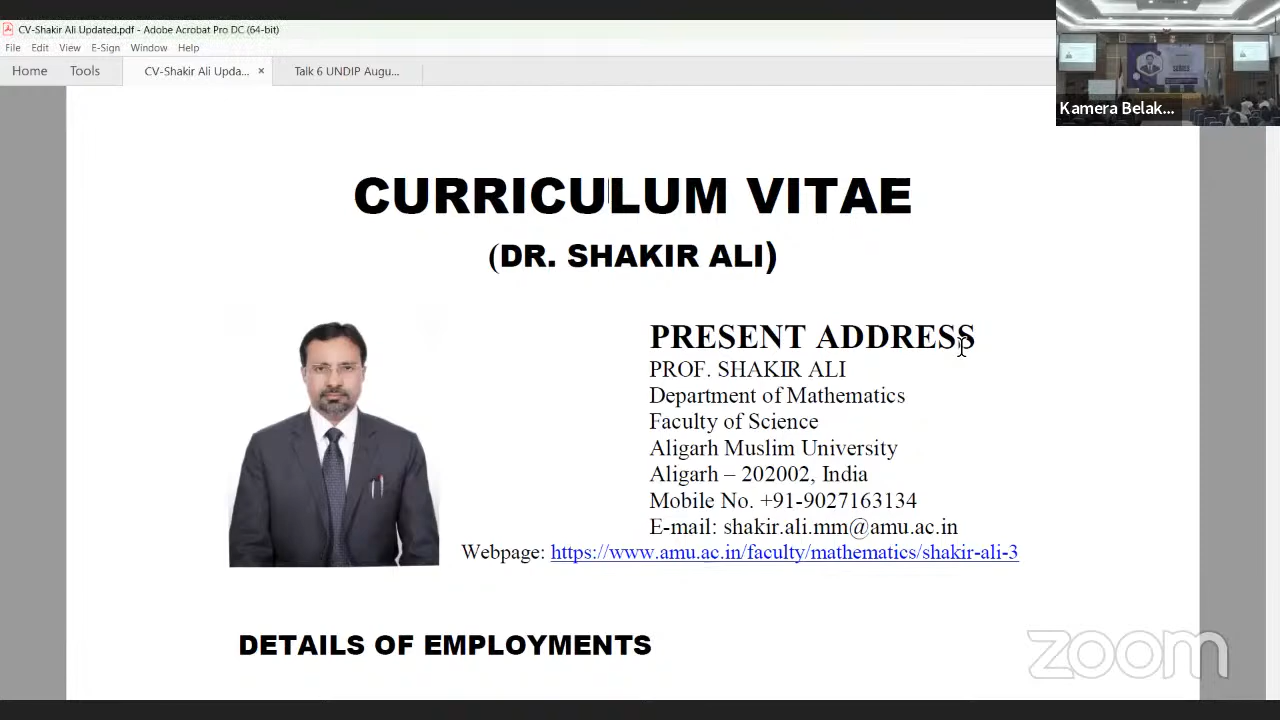 CV-Shakir Ali Updated.pdf - Adobe Acrobat Pro DC (64-bit)
File Edit View E-Sign Window Help
Home Tools CV-Shakir Ali Upda... × Talk 6 UNDIP Augu...
Kamera Belak...
CURRICULUM VITAE
(DR. SHAKIR ALI)
PRESENT ADDRESS
PROF. SHAKIR ALI
Department of Mathematics
Faculty of Science
Aligarh Muslim University
Aligarh – 202002, India
Mobile No. +91-9027163134
E-mail: shakir.ali.mm@amu.ac.in
Webpage: https://www.amu.ac.in/faculty/mathematics/shakir-ali-3
DETAILS OF EMPLOYMENTS
zoom